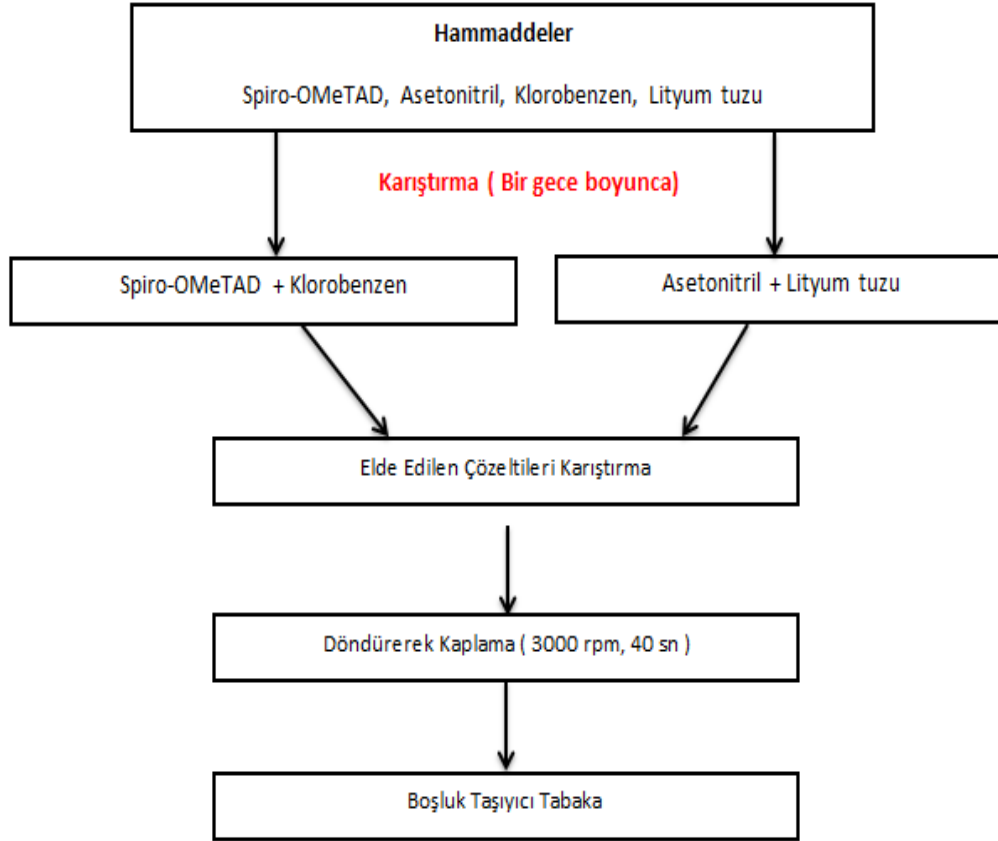 Hammaddeler
Spiro-OMeTAD, Asetonitril, Klorobenzen, Lityum tuzu
Karıştırma ( Bir gece boyunca)
Spiro-OMeTAD + Klorobenzen
Asetonitril + Lityum tuzu
Elde Edilen Çözeltileri Karıştırma
Döndürerek Kaplama ( 3000 rpm, 40 sn )
Boşluk Taşıyıcı Tabaka